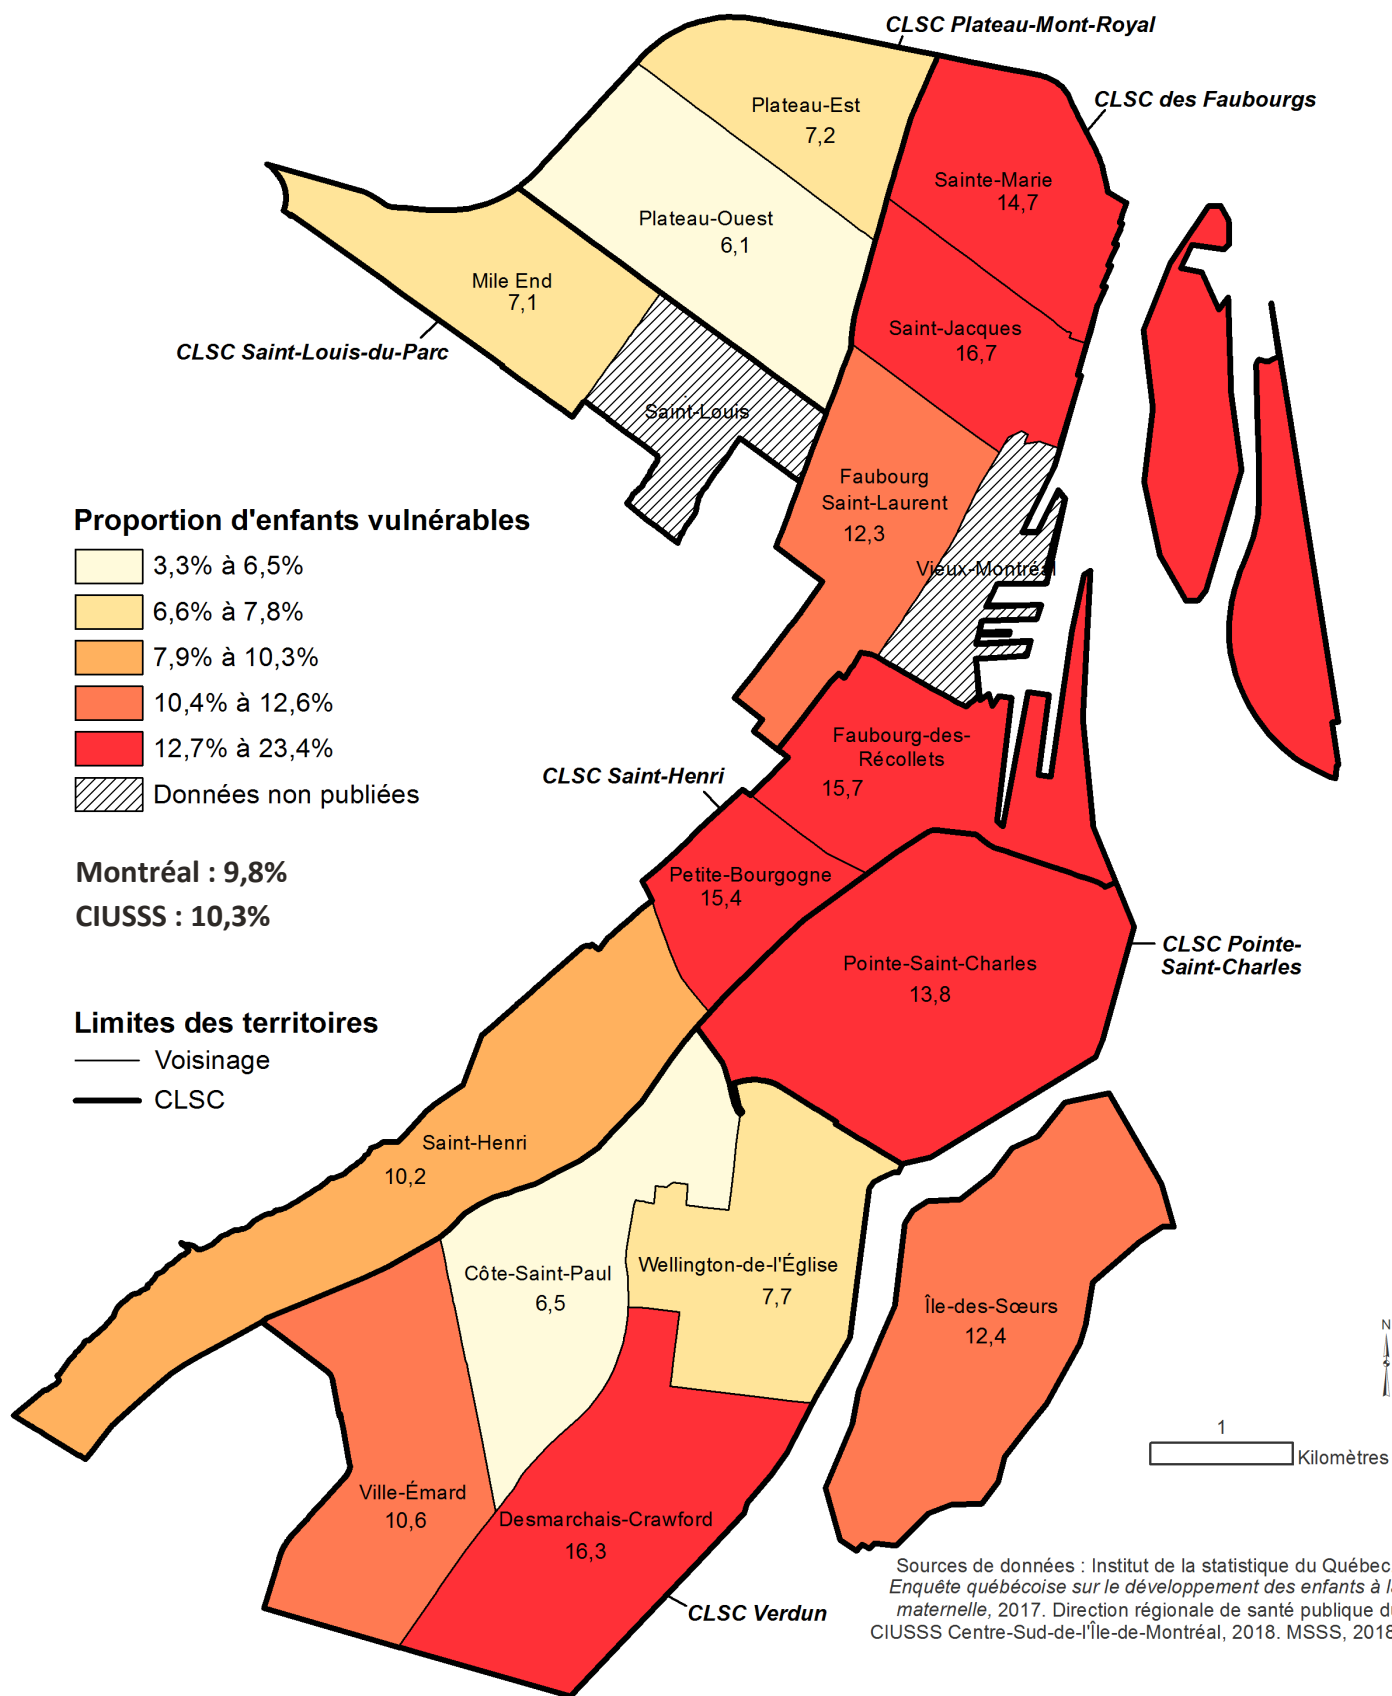 CLSC Plateau-Mont-Royal
CLSC des Faubourgs
Plateau-Est
7,2
Sainte-Marie
14,7
Plateau-Ouest
6,1
Mile End
7,1
Saint-Jacques
16,7
CLSC Saint-Louis-du-Parc
Saint-Louis
Faubourg
Saint-Laurent
12,3
Vieux-Montréal
Proportion d'enfants vulnérables
3,3% à 6,5%
6,6% à 7,8%
7,9% à 10,3%
10,4% à 12,6%
12,7% à 23,4%
Données non publiées
Montréal : 9,8%
CIUSSS : 10,3%
Limites des territoires
Voisinage
CLSC
Faubourg-des-
Récollets
15,7
CLSC Saint-Henri
Petite-Bourgogne
15,4
Pointe-Saint-Charles
13,8
CLSC Pointe-
Saint-Charles
Saint-Henri
10,2
Côte-Saint-Paul
6,5
Wellington-de-l'Église
7,7
Île-des-Sœurs
12,4
N
1
Kilomètres
Ville-Émard
10,6
Desmarchais-Crawford
16,3
CLSC Verdun
Sources de données : Institut de la statistique du Québec
Enquête québécoise sur le développement des enfants à la
maternelle, 2017. Direction régionale de santé publique du
CIUSSS Centre-Sud-de-l'Île-de-Montréal, 2018. MSSS, 2018